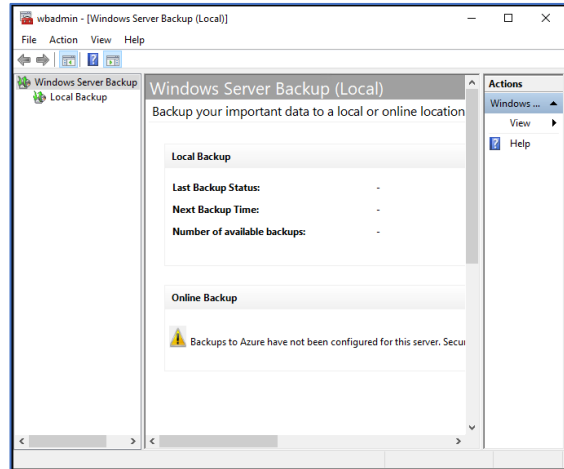 wbadmin - [Windows Server Backup (Local)]
File Action View Help
Windows Server Backup
Local Backup
Windows Server Backup (Local)
Backup your important data to a local or online location
Local Backup
Last Backup Status: -
Next Backup Time: -
Number of available backups: -
Online Backup
Backups to Azure have not been configured for this server. Secu
Actions
Windows ...
View
Help